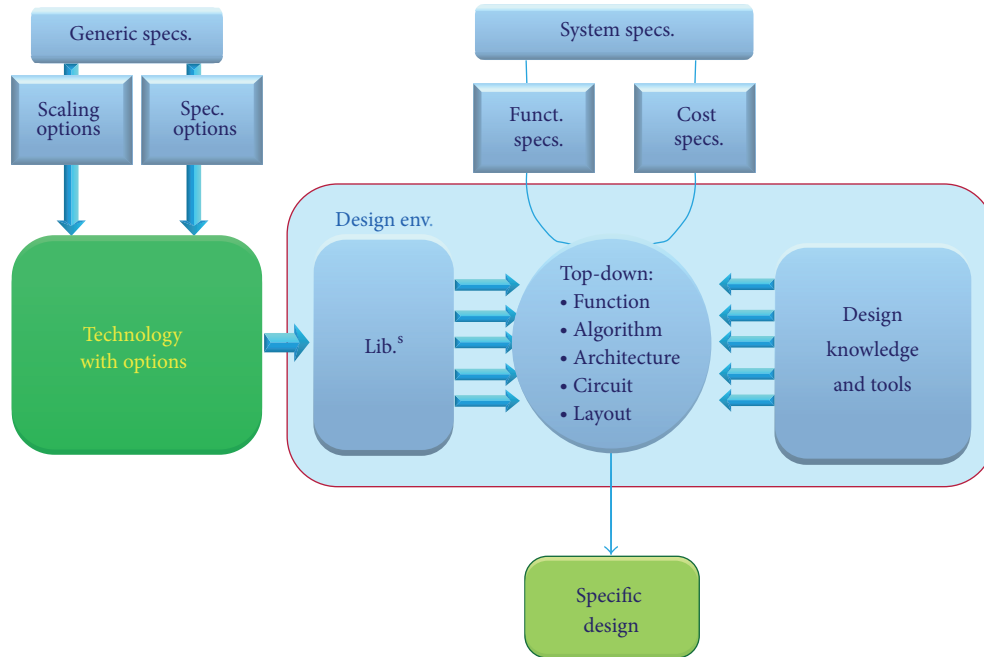 Generic specs.
System specs.
Scaling
options
Spec.
options
Funct.
specs.
Cost
specs.
Design env.
Technology
with options
Lib.ˢ
Top-down:
• Function
• Algorithm
• Architecture
• Circuit
• Layout
Design
knowledge
and tools
Specific
design